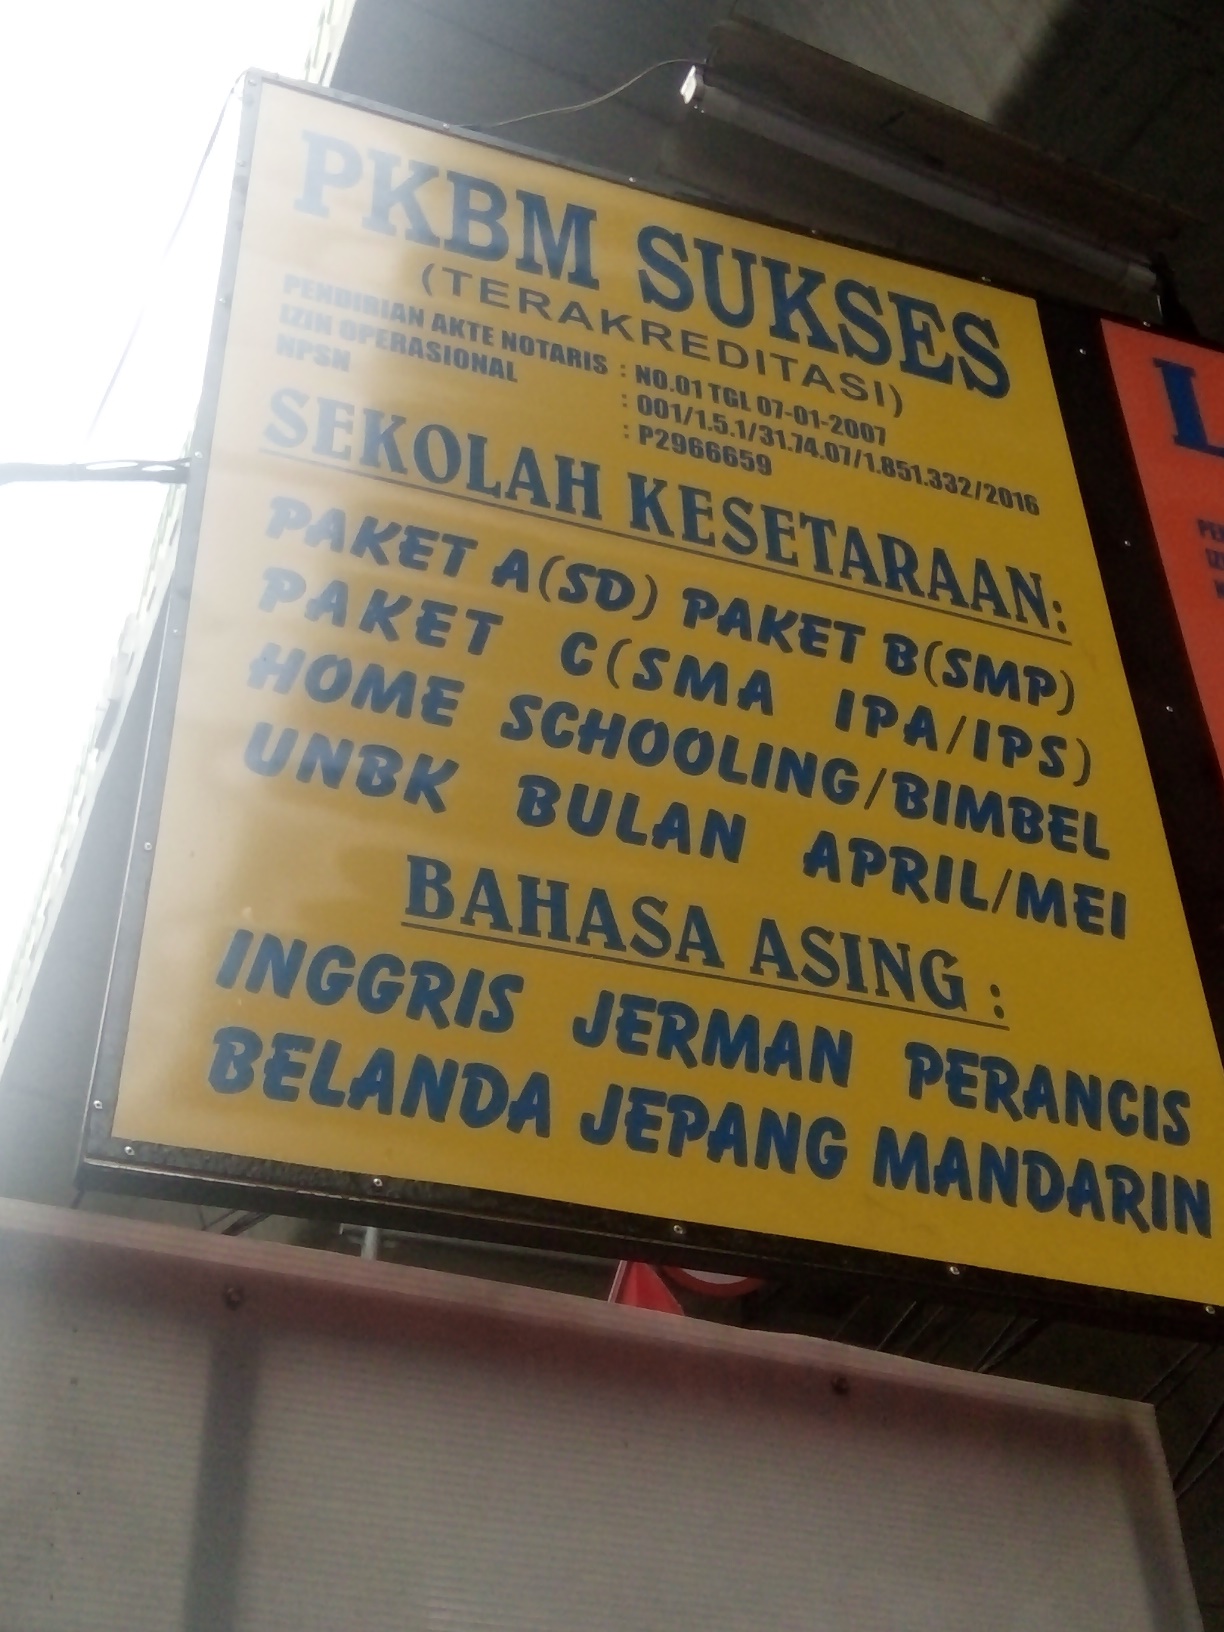 PKBM SUKSES
(TERAKREDITASI)
PENDIRIAN AKTE NOTARIS : NO.01 TGL 07-01-2007
IZIN OPERASIONAL : 001/1.5.1/31.74.07/1.851.332/2016
NPSN : P2966659
SEKOLAH KESETARAAN:
PAKET A(SD) PAKET B(SMP)
PAKET C(SMA IPA/IPS)
HOME SCHOOLING/BIMBEL
UNBK BULAN APRIL/MEI
BAHASA ASING :
INGGRIS JERMAN PERANCIS
BELANDA JEPANG MANDARIN